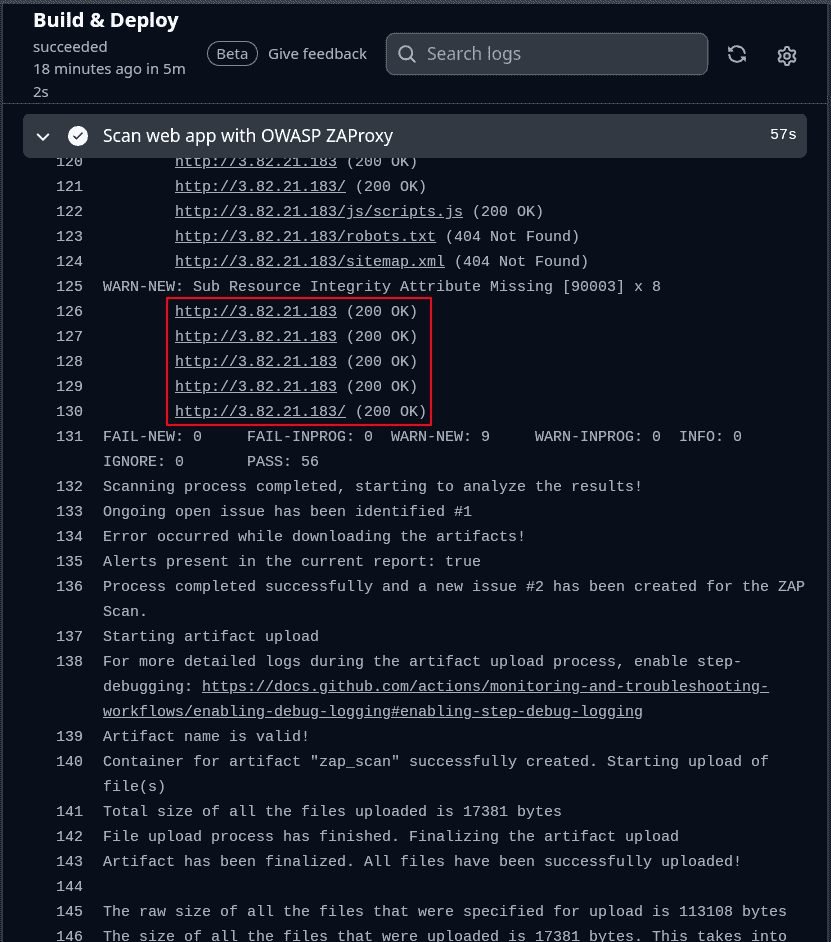 Build & Deploy
succeeded
18 minutes ago in 5m
2s
Beta Give feedback
Search logs
Scan web app with OWASP ZAProxy 57s
120 http://3.82.21.183 (200 OK)
121 http://3.82.21.183/ (200 OK)
122 http://3.82.21.183/js/scripts.js (200 OK)
123 http://3.82.21.183/robots.txt (404 Not Found)
124 http://3.82.21.183/sitemap.xml (404 Not Found)
125 WARN-NEW: Sub Resource Integrity Attribute Missing [90003] x 8
126 http://3.82.21.183 (200 OK)
127 http://3.82.21.183 (200 OK)
128 http://3.82.21.183 (200 OK)
129 http://3.82.21.183 (200 OK)
130 http://3.82.21.183/ (200 OK)
131 FAIL-NEW: 0 FAIL-INPROG: 0 WARN-NEW: 9 WARN-INPROG: 0 INFO: 0
IGNORE: 0 PASS: 56
132 Scanning process completed, starting to analyze the results!
133 Ongoing open issue has been identified #1
134 Error occurred while downloading the artifacts!
135 Alerts present in the current report: true
136 Process completed successfully and a new issue #2 has been created for the ZAP
Scan.
137 Starting artifact upload
138 For more detailed logs during the artifact upload process, enable step-
debugging: https://docs.github.com/actions/monitoring-and-troubleshooting-
workflows/enabling-debug-logging#enabling-step-debug-logging
139 Artifact name is valid!
140 Container for artifact "zap_scan" successfully created. Starting upload of
file(s)
141 Total size of all the files uploaded is 17381 bytes
142 File upload process has finished. Finalizing the artifact upload
143 Artifact has been finalized. All files have been successfully uploaded!
144
145 The raw size of all the files that were specified for upload is 113108 bytes
146 The size of all the files that were uploaded is 17381 bytes. This takes into